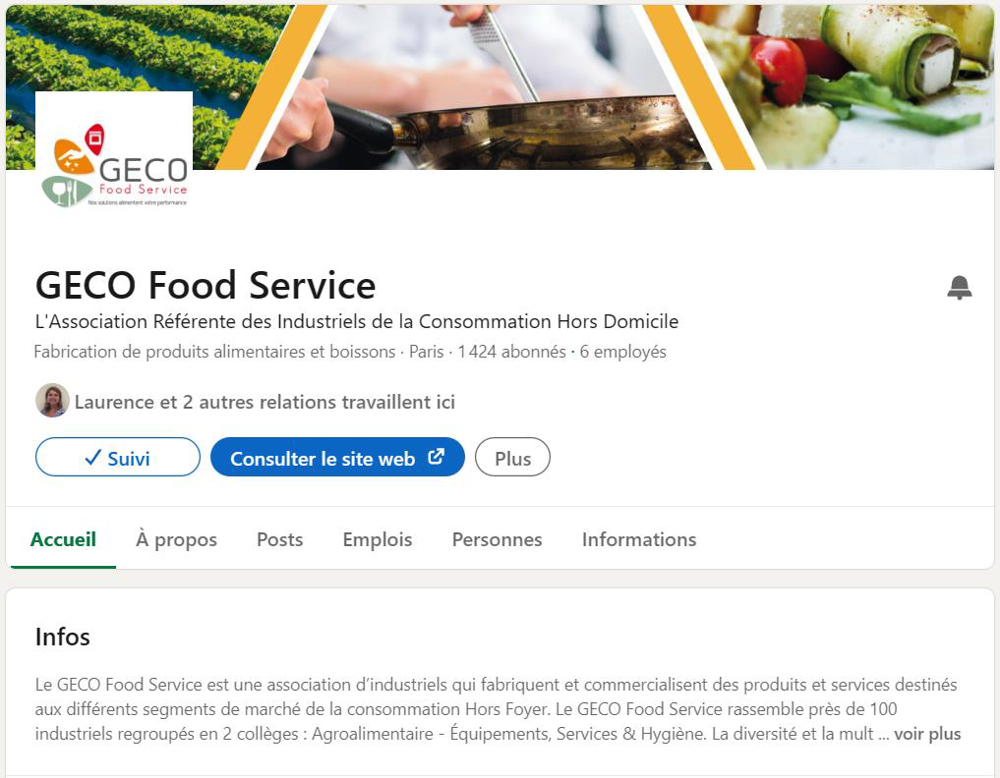 GECO
Food Service
Nos solutions alimentent votre performance
GECO Food Service
L'Association Référente des Industriels de la Consommation Hors Domicile
Fabrication de produits alimentaires et boissons · Paris · 1 424 abonnés · 6 employés
Laurence et 2 autres relations travaillent ici
Suivi
Consulter le site web
Plus
Accueil À propos Posts Emplois Personnes Informations
Infos
Le GECO Food Service est une association d’industriels qui fabriquent et commercialisent des produits et services destinés
aux différents segments de marché de la consommation Hors Foyer. Le GECO Food Service rassemble près de 100
industriels regroupés en 2 collèges : Agroalimentaire - Équipements, Services & Hygiène. La diversité et la mult ... voir plus